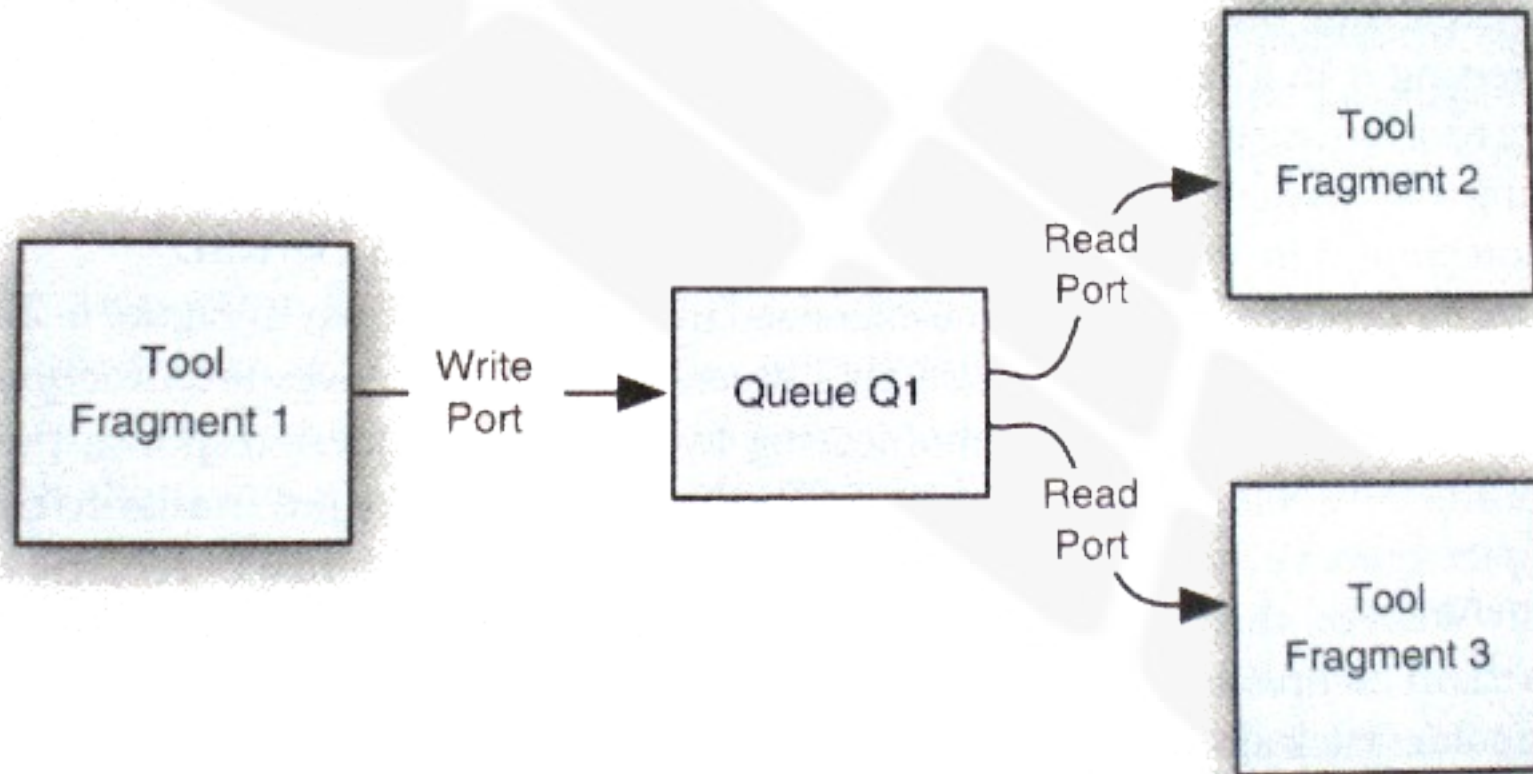 Tool
Fragment 1
Write
Port
Queue Q1
Read
Port
Tool
Fragment 2
Read
Port
Tool
Fragment 3